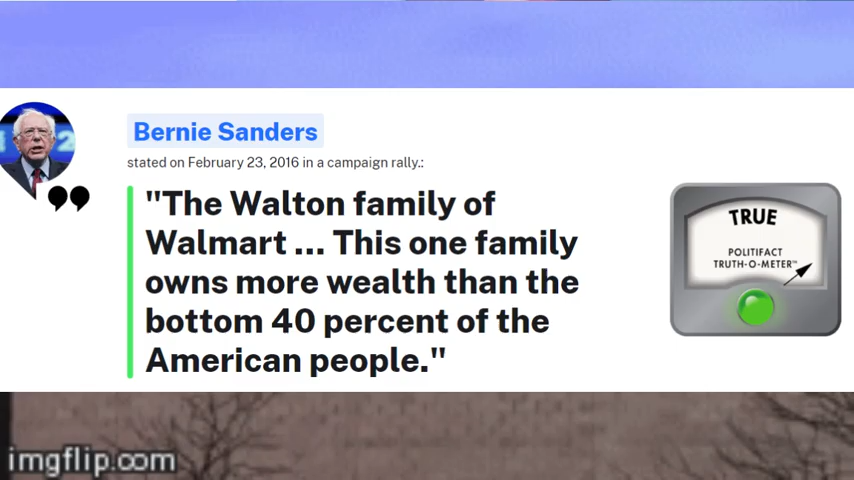 Bernie Sanders
stated on February 23, 2016 in a campaign rally.:
"The Walton family of
Walmart ... This one family
owns more wealth than the
bottom 40 percent of the
American people."
TRUE
POLITIFACT
TRUTH-O-METER™
imgflip.com